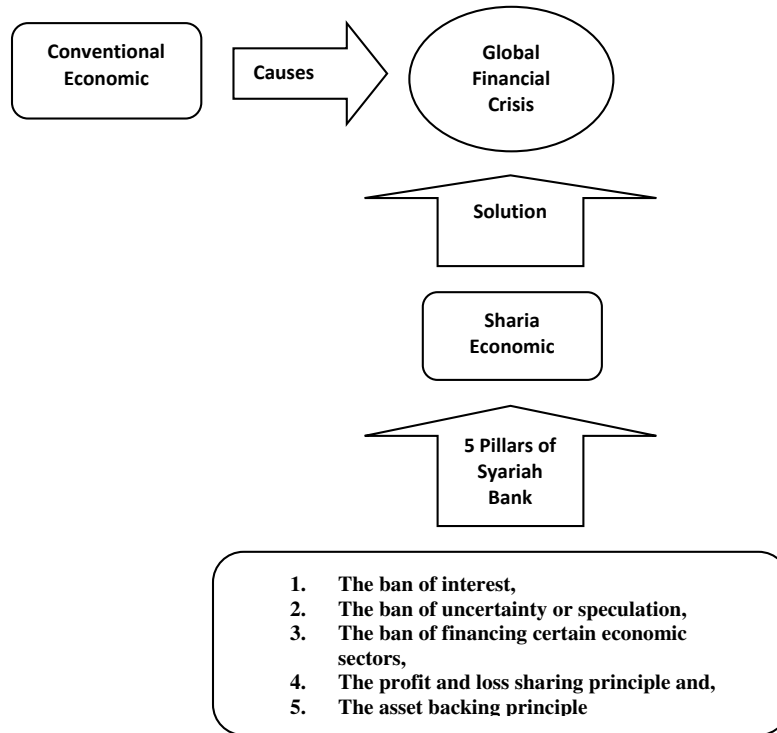 Conventional
Economic
Causes
Global
Financial
Crisis
Solution
Sharia
Economic
5 Pillars of
Syariah
Bank
1. The ban of interest,
2. The ban of uncertainty or speculation,
3. The ban of financing certain economic
sectors,
4. The profit and loss sharing principle and,
5. The asset backing principle